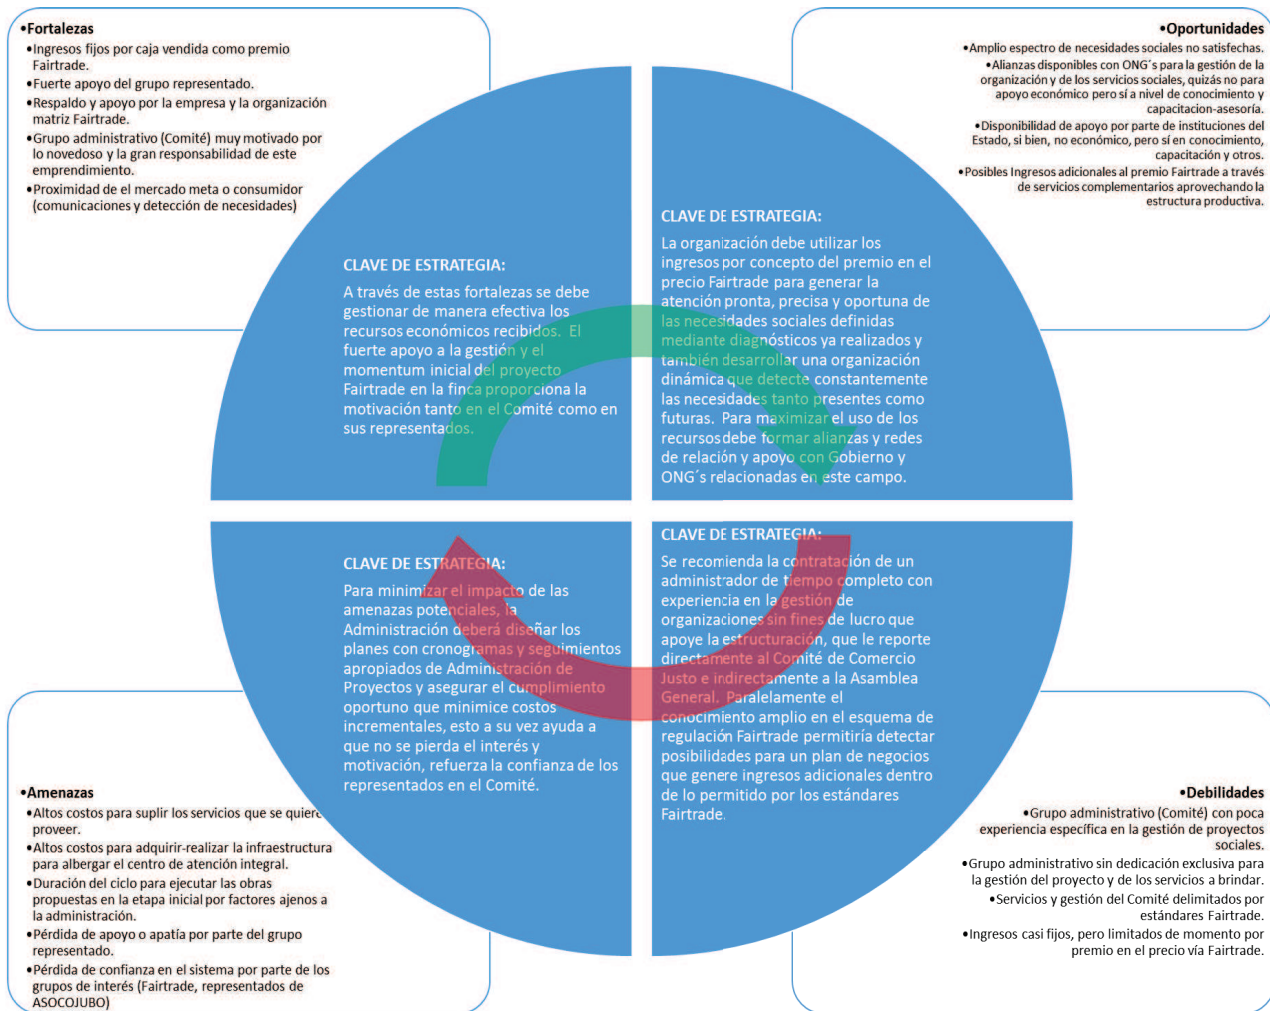 •Fortalezas
•Ingresos fijos por caja vendida como premio
Fairtrade.
•Fuerte apoyo del grupo representado.
•Respaldo y apoyo por la empresa y la organización
matriz Fairtrade.
•Grupo administrativo (Comité) muy motivado por
lo novedoso y la gran responsabilidad de este
emprendimiento.
•Proximidad de el mercado meta o consumidor
(comunicaciones y detección de necesidades)
•Oportunidades
•Amplio espectro de necesidades sociales no satisfechas.
•Alianzas disponibles con ONG´s para la gestión de la
organización y de los servicios sociales, quizás no para
apoyo económico pero sí a nivel de conocimiento y
capacitacion-asesoría.
•Disponibilidad de apoyo por parte de instituciones del
Estado, si bien, no económico, pero sí en conocimiento,
capacitación y otros.
•Posibles Ingresos adicionales al premio Fairtrade a través
de servicios complementarios aprovechando la
estructura productiva.
CLAVE DE ESTRATEGIA:
A través de estas fortalezas se debe
gestionar de manera efectiva los
recursos económicos recibidos. El
fuerte apoyo a la gestión y el
momentum inicial del proyecto
Fairtrade en la finca proporciona la
motivación tanto en el Comité como en
sus representados.
CLAVE DE ESTRATEGIA:
La organización debe utilizar los
ingresos por concepto del premio en el
precio Fairtrade para generar la
atención pronta, precisa y oportuna de
las necesidades sociales definidas
mediante diagnósticos ya realizados y
también desarrollar una organización
dinámica que detecte constantemente
las necesidades tanto presentes como
futuras. Para maximizar el uso de los
recursos debe formar alianzas y redes
de relación y apoyo con Gobierno y
ONG´s relacionadas en este campo.
CLAVE DE ESTRATEGIA:
Para minimizar el impacto de las
amenazas potenciales, la
Administración deberá diseñar los
planes con cronogramas y seguimientos
apropiados de Administración de
Proyectos y asegurar el cumplimiento
oportuno que minimice costos
incrementales, esto a su vez ayuda a
que no se pierda el interés y
motivación, refuerza la confianza de los
representados en el Comité.
CLAVE DE ESTRATEGIA:
Se recomienda la contratación de un
administrador de tiempo completo con
experiencia en la gestión de
organizaciones sin fines de lucro que
apoye la estructuración, que le reporte
directamente al Comité de Comercio
Justo e indirectamente a la Asamblea
General. Paralelamente el
conocimiento amplio en el esquema de
regulación Fairtrade permitiría detectar
posibilidades para un plan de negocios
que genere ingresos adicionales dentro
de lo permitido por los estándares
Fairtrade.
•Amenazas
•Altos costos para suplir los servicios que se quiere
proveer.
•Altos costos para adquirir-realizar la infraestructura
para albergar el centro de atención integral.
•Duración del ciclo para ejecutar las obras
propuestas en la etapa inicial por factores ajenos a
la administración.
•Pérdida de apoyo o apatía por parte del grupo
representado.
•Pérdida de confianza en el sistema por parte de los
grupos de interés (Fairtrade, representados de
ASOCOJUBO)
•Debilidades
•Grupo administrativo (Comité) con poca
experiencia específica en la gestión de proyectos
sociales.
•Grupo administrativo sin dedicación exclusiva para
la gestión del proyecto y de los servicios a brindar.
•Servicios y gestión del Comité delimitados por
estándares Fairtrade.
•Ingresos casi fijos, pero limitados de momento por
premio en el precio vía Fairtrade.